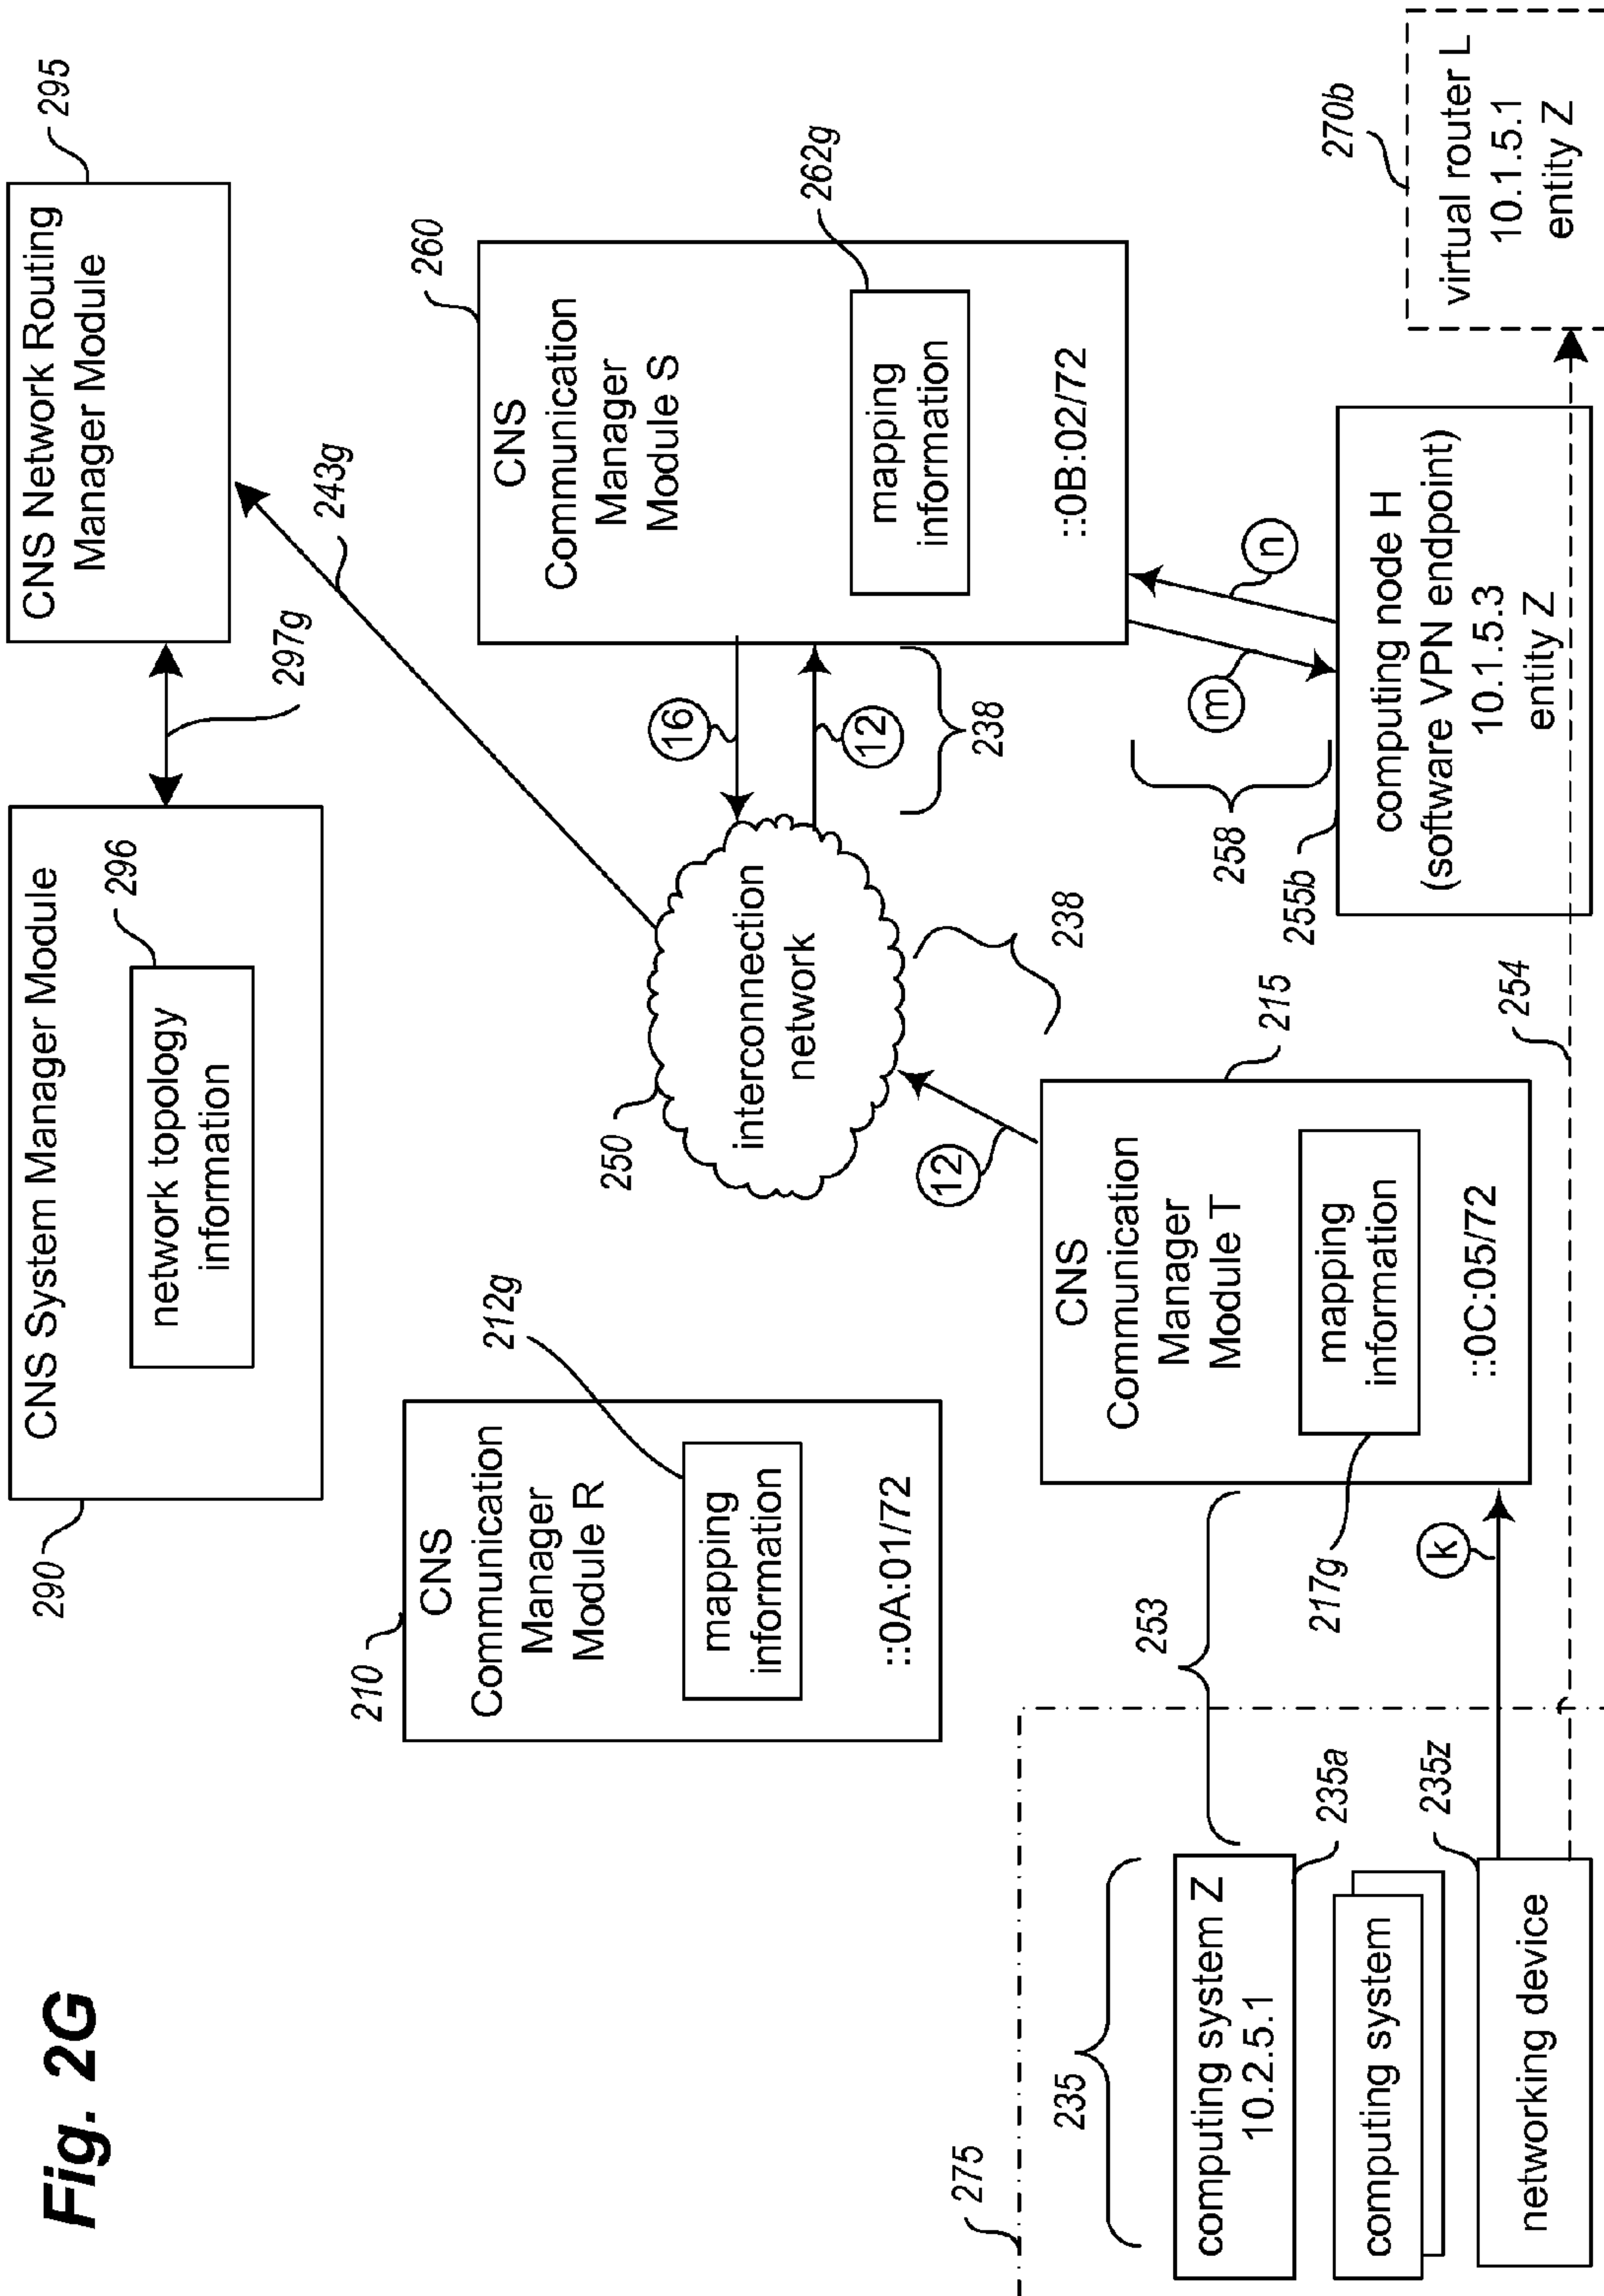 Fig. 2G
290
CNS System Manager Module
296
network topology
information
297g
CNS Network Routing
Manager Module
295
243g
210
CNS
Communication
Manager
Module R
212g
mapping
information
::0A:01/72
250
interconnection
network
16
12
238
260
CNS
Communication
Manager
Module S
262g
mapping
information
::0B:02/72
238
12
215
CNS
Communication
Manager
Module T
mapping
information
217g
::0C:05/72
258
m
n
255b
computing node H
(software VPN endpoint)
10.1.5.3
entity Z
270b
virtual router L
10.1.5.1
entity Z
254
253
k
275
235
computing system Z
10.2.5.1
235a
computing system
235z
networking device